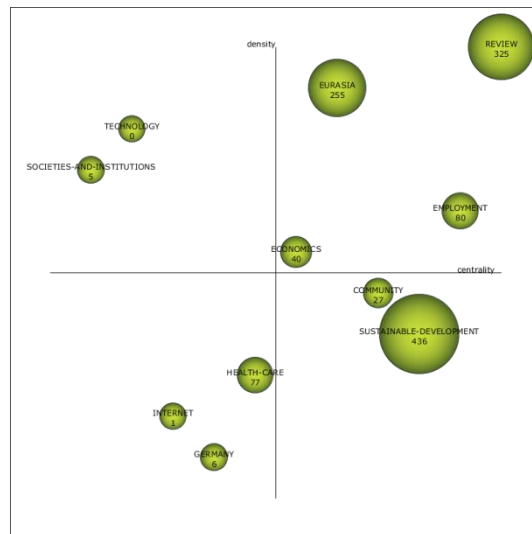 density
REVIEW
325
EURASIA
255
TECHNOLOGY
0
SOCIETIES-AND-INSTITUTIONS
5
EMPLOYMENT
80
ECONOMICS
40
centrality
COMMUNITY
27
SUSTAINABLE-DEVELOPMENT
436
HEALTH-CARE
77
INTERNET
1
GERMANY
6